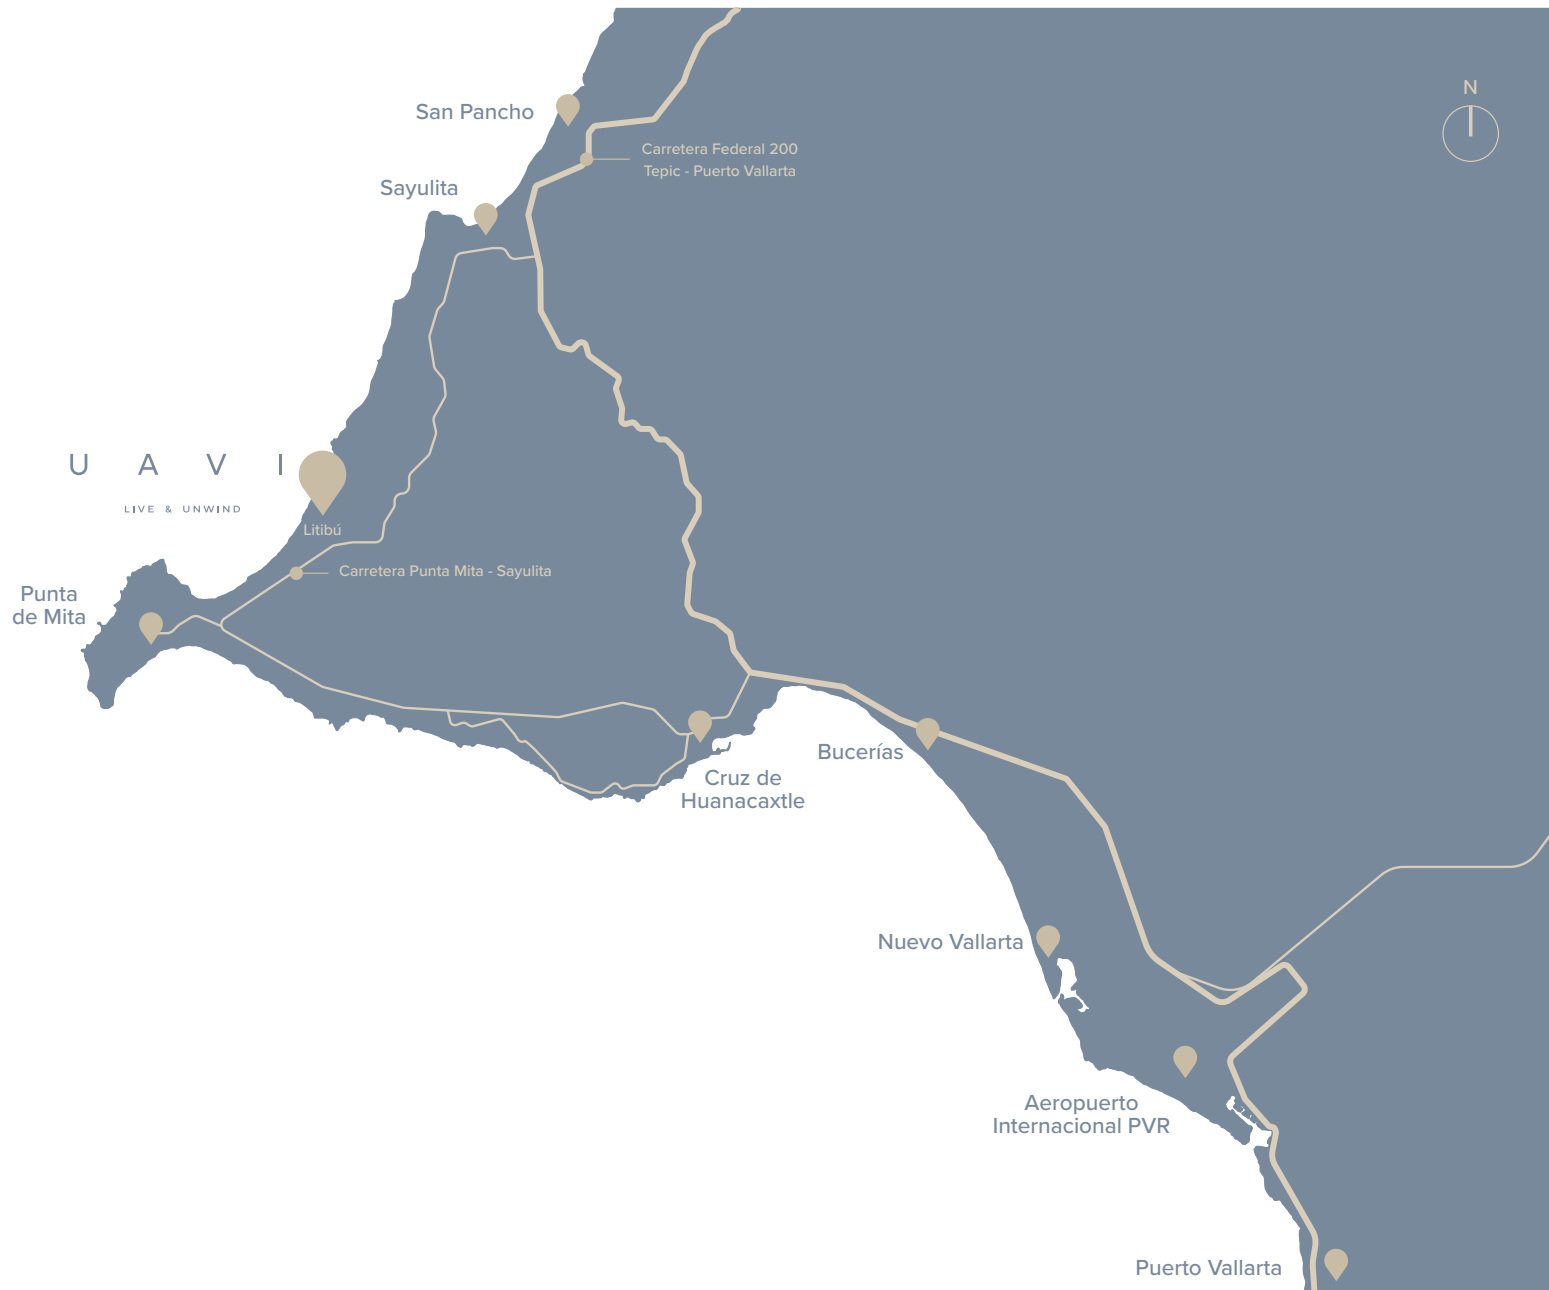 N
San Pancho
Carretera Federal 200
Tepic - Puerto Vallarta
Sayulita
U A V I
LIVE & UNWIND
Litibú
Carretera Punta Mita - Sayulita
Punta
de Mita
Bucerías
Cruz de
Huanacaxtle
Nuevo Vallarta
Aeropuerto
Internacional PVR
Puerto Vallarta